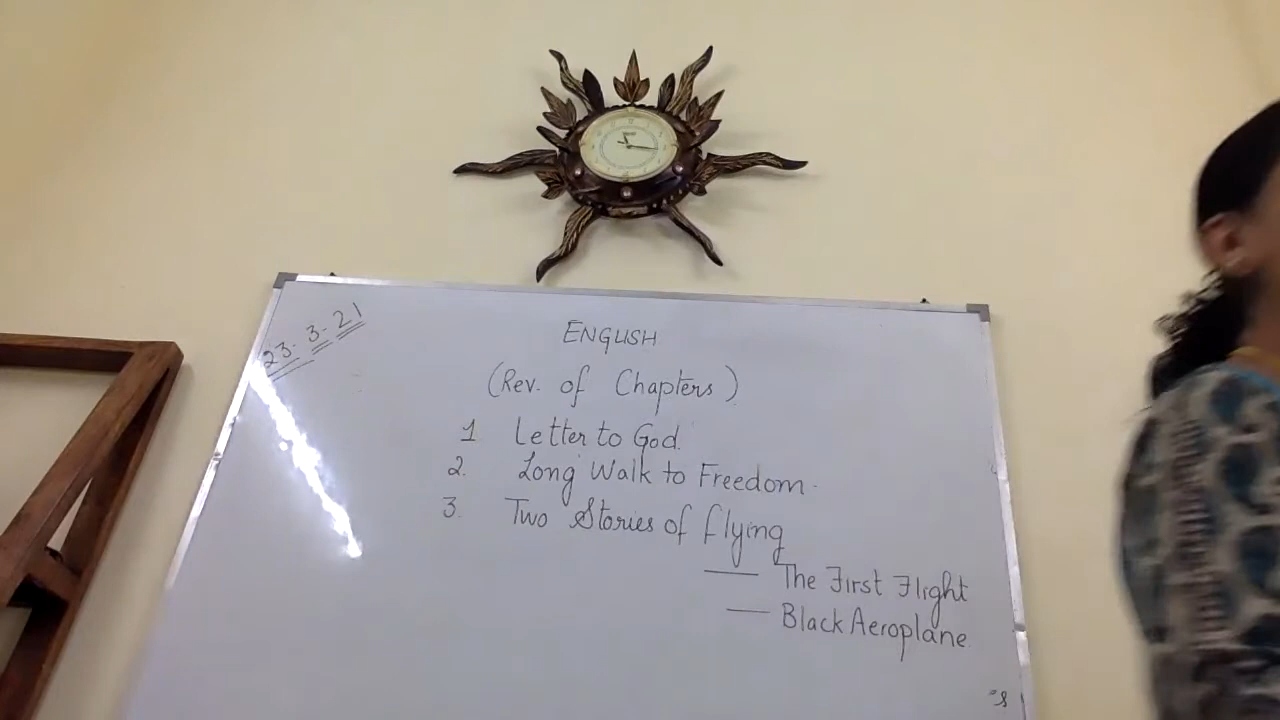 23. 3. 21
ENGLISH
(Rev. of Chapters)
1 Letter to God.
2. Long Walk to Freedom.
3. Two Stories of flying
— The First Flight
— Black Aeroplane